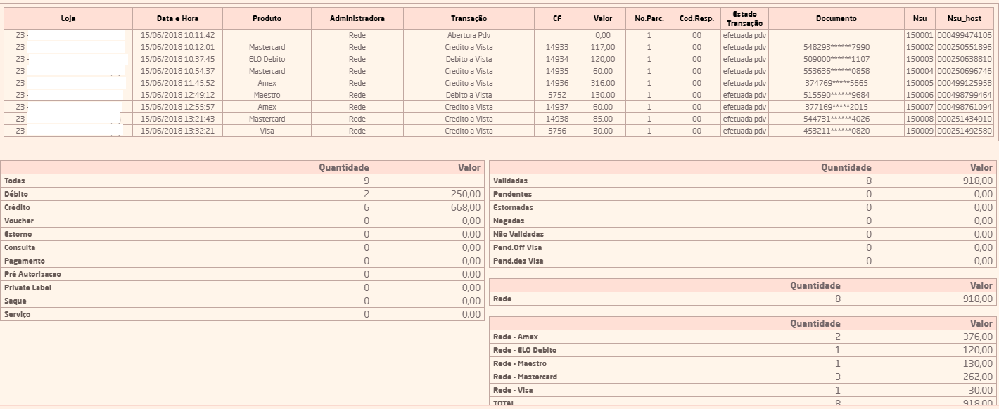 Loja Data e Hora Produto Administradora Transação CF Valor No.Parc. Cod.Resp. Estado Transação Documento Nsu Nsu_host
23 - 15/06/2018 10:11:42 Rede Abertura Pdv 0,00 1 00 efetuada pdv 150001 000499474106
23 15/06/2018 10:12:01 Mastercard Rede Credito a Vista 14933 117,00 1 00 efetuada pdv 548293******7990 150002 000250551896
23 - 15/06/2018 10:37:45 ELO Debito Rede Debito a Vista 14934 120,00 1 00 efetuada pdv 509000******1107 150003 000250638810
23 - 15/06/2018 10:54:37 Mastercard Rede Credito a Vista 14935 60,00 1 00 efetuada pdv 553636******0858 150004 000250696746
23 - 15/06/2018 11:45:52 Amex Rede Credito a Vista 14936 316,00 1 00 efetuada pdv 374769*****5665 150005 000499125958
23 - 15/06/2018 12:49:12 Maestro Rede Debito a Vista 5752 130,00 1 00 efetuada pdv 515590******9684 150006 000498799464
23 - 15/06/2018 12:55:57 Amex Rede Credito a Vista 14937 60,00 1 00 efetuada pdv 377169*****2015 150007 000498761094
23 15/06/2018 13:21:43 Mastercard Rede Credito a Vista 14938 85,00 1 00 efetuada pdv 544731******4026 150008 000251434910
23 - 15/06/2018 13:32:21 Visa Rede Credito a Vista 5756 30,00 1 00 efetuada pdv 453211******0820 150009 000251492580
Quantidade Valor
Todas 9
Débito 2 250,00
Crédito 6 668,00
Voucher 0 0,00
Estorno 0 0,00
Consulta 0 0,00
Pagamento 0 0,00
Pré Autorizacao 0 0,00
Private Label 0 0,00
Saque 0 0,00
Serviço 0 0,00
Quantidade Valor
Validadas 8 918,00
Pendentes 0 0,00
Estornadas 0 0,00
Negadas 0 0,00
Não Validadas 0 0,00
Pend.Off Visa 0 0,00
Pend.des Visa 0 0,00
Quantidade Valor
Rede 8 918,00
Quantidade Valor
Rede - Amex 2 376,00
Rede - ELO Debito 1 120,00
Rede - Maestro 1 130,00
Rede - Mastercard 3 262,00
Rede - Visa 1 30,00
TOTAL 8 918,00